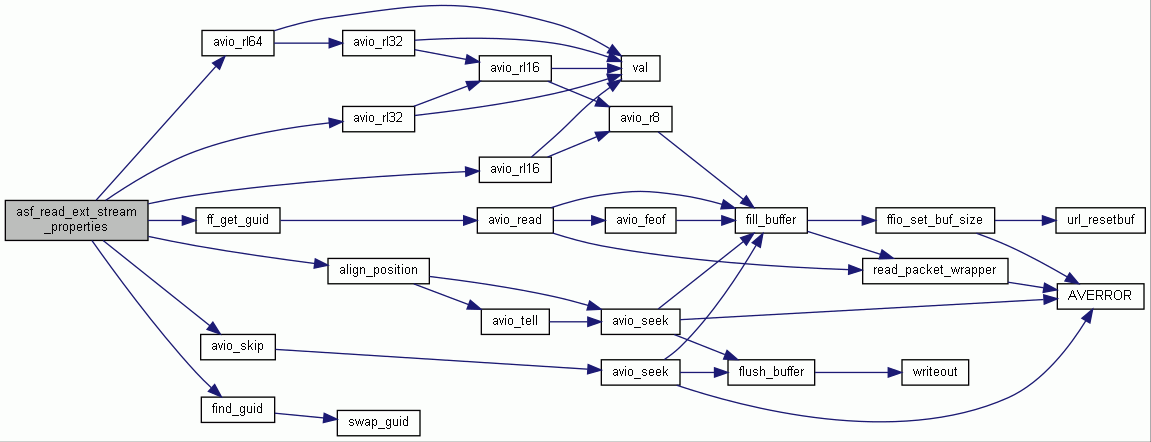 avio_rl64
avio_rl32
avio_rl16
val
avio_rl32
avio_r8
avio_rl16
asf_read_ext_stream
_properties
ff_get_guid
avio_read
avio_feof
fill_buffer
ffio_set_buf_size
url_resetbuf
align_position
read_packet_wrapper
AVERROR
avio_tell
avio_seek
avio_skip
avio_seek
flush_buffer
writeout
find_guid
swap_guid